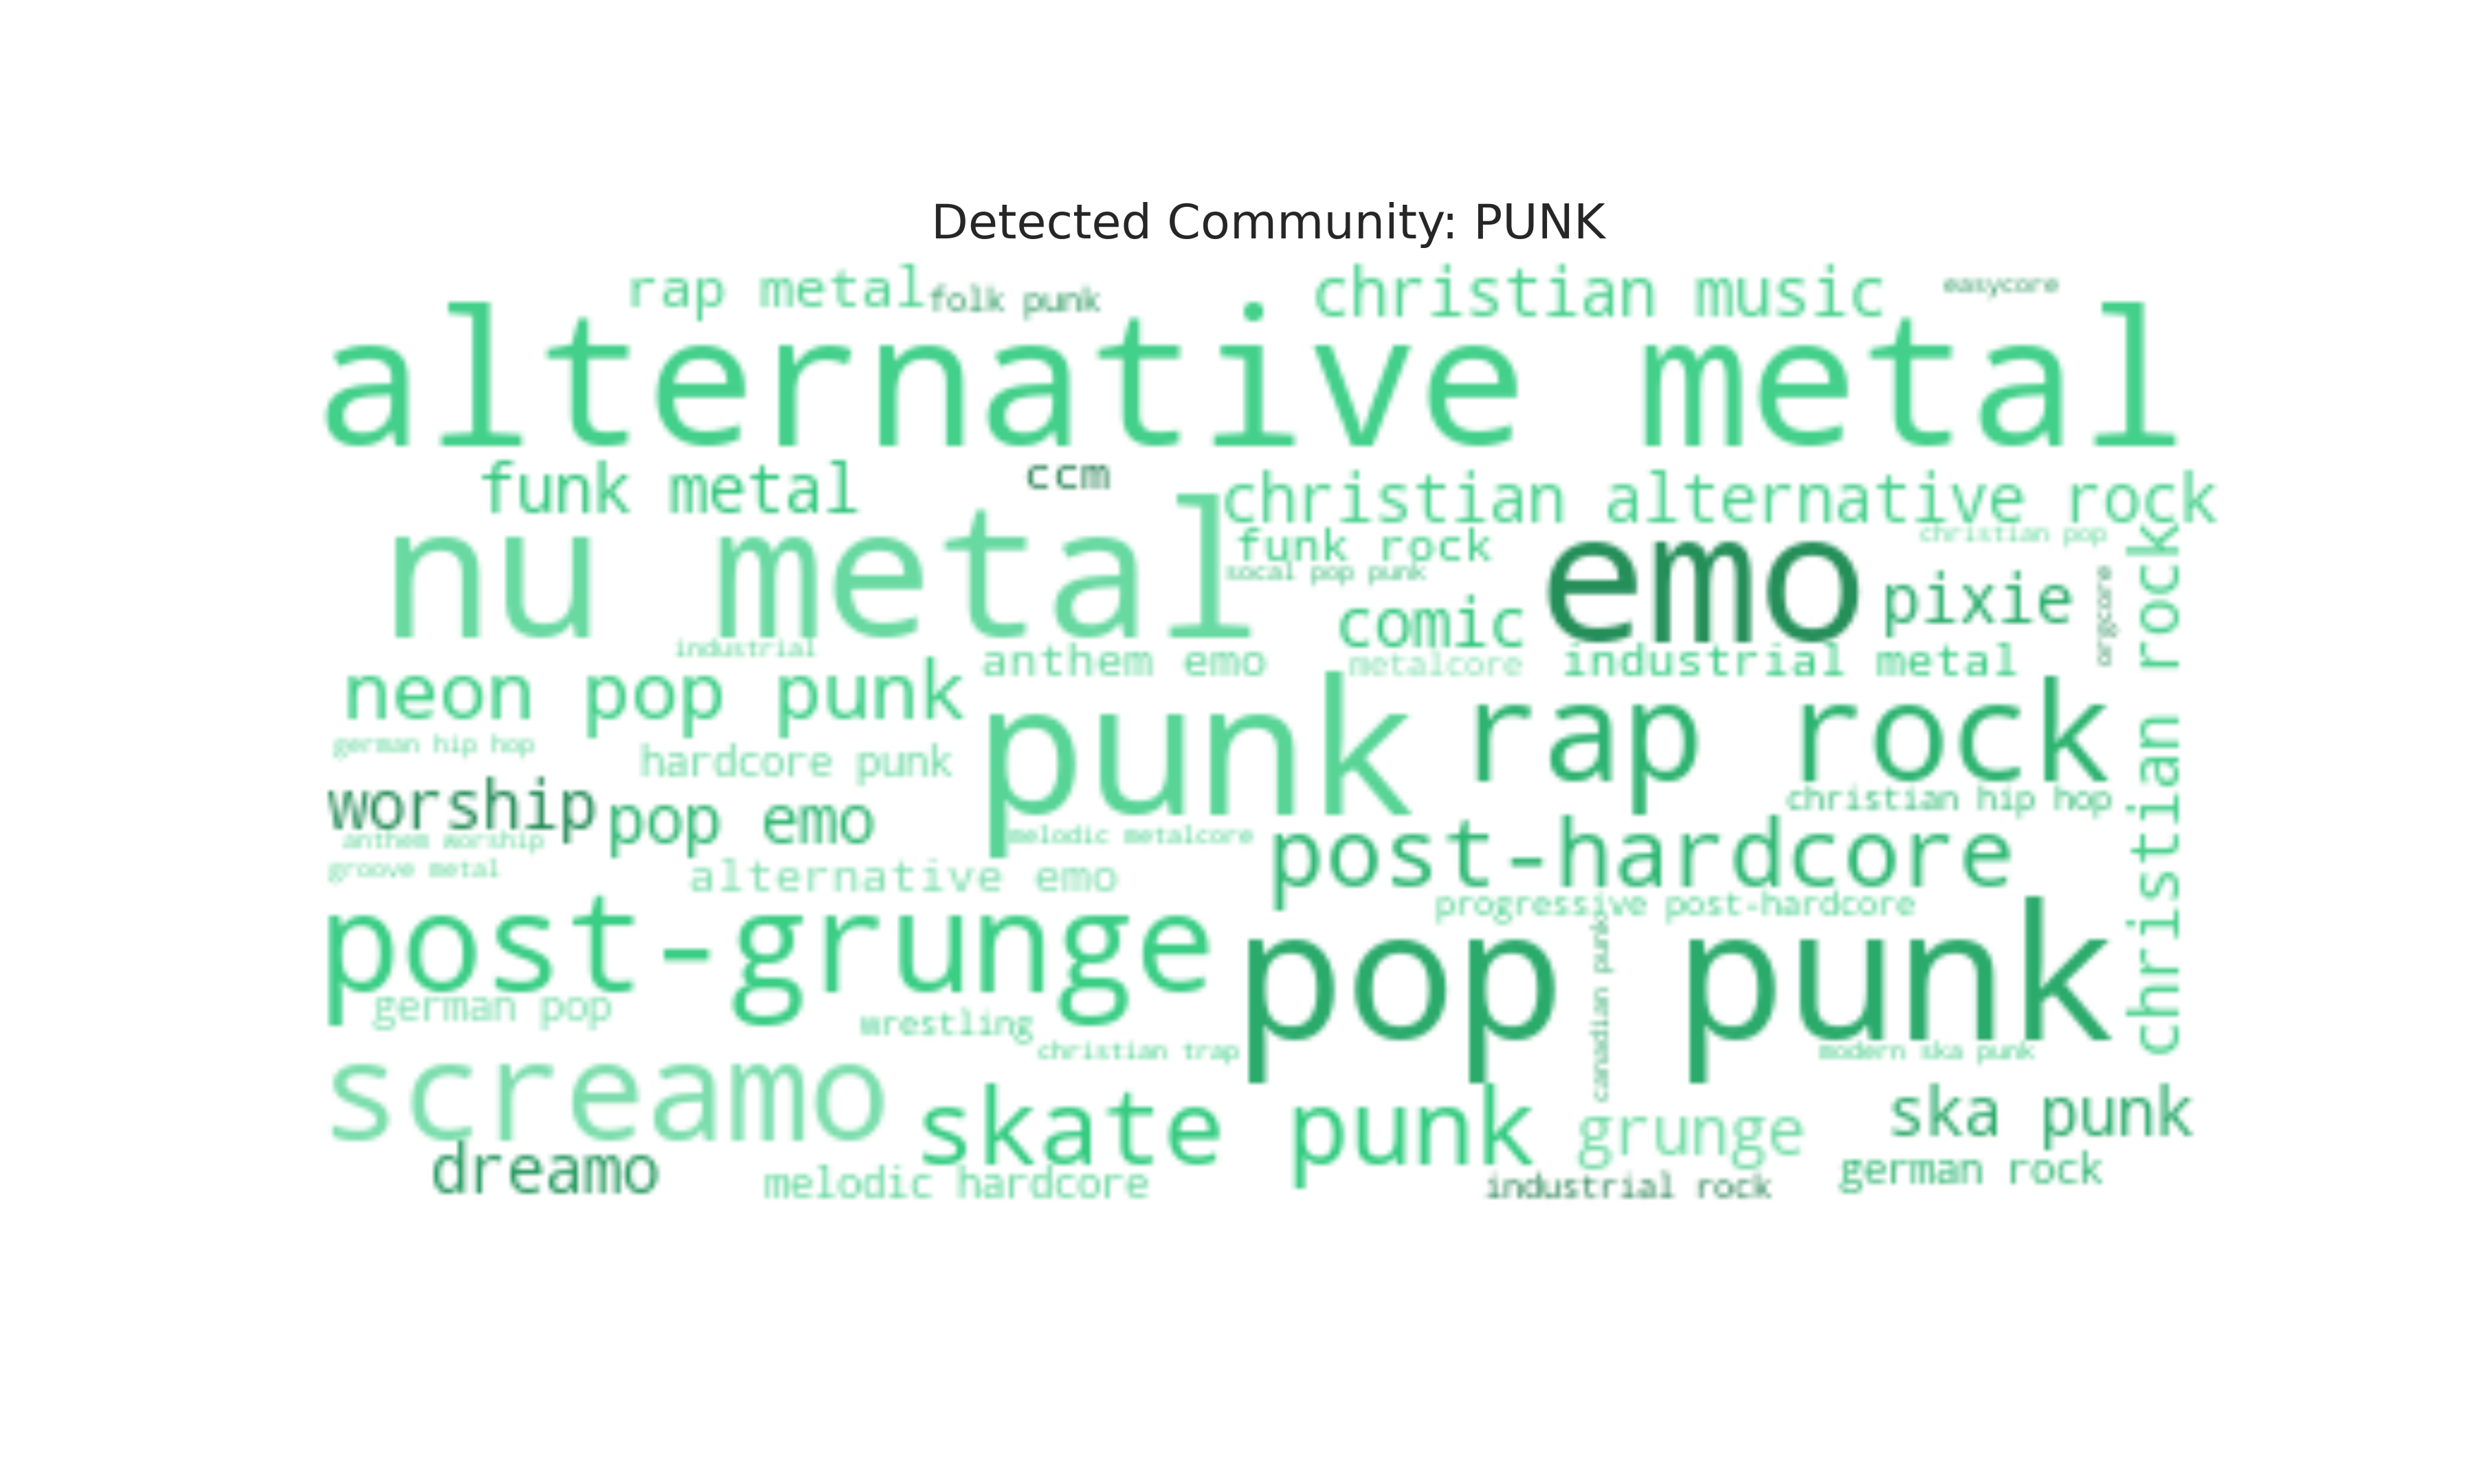 Detected Community: PUNK
rap metal
folk punk
christian music
easycore
alternative metal
funk metal
ccm
christian alternative rock
nu metal
funk rock
christian pop
socal pop punk
emo
comic
pixie
orgcore
christian rock
industrial
anthem emo
metalcore
industrial metal
neon pop punk
punk
rap rock
german hip hop
hardcore punk
worship
pop emo
christian hip hop
anthem worship
melodic metalcore
post-hardcore
groove metal
alternative emo
progressive post-hardcore
post-grunge
pop punk
canadian punk
german pop
wrestling
christian trap
modern ska punk
screamo
skate punk
grunge
ska punk
dreamo
melodic hardcore
industrial rock
german rock